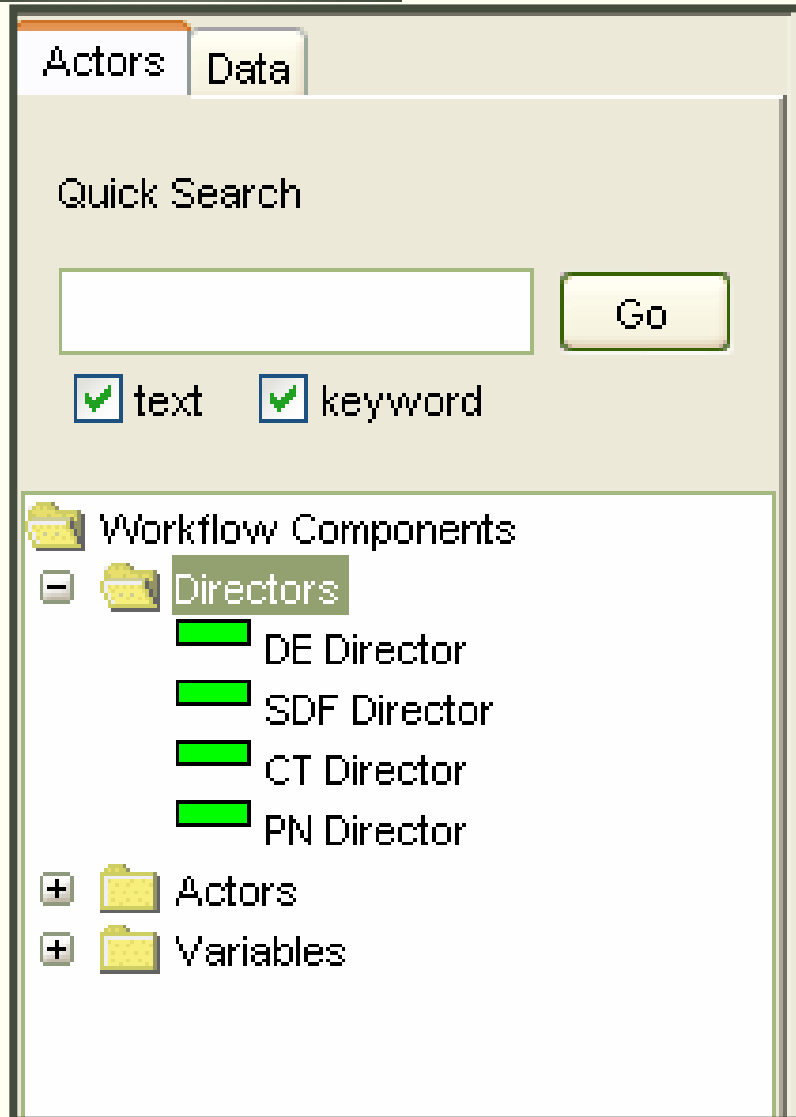 Actors Data
Quick Search
Go
text keyword
Workflow Components
Directors
DE Director
SDF Director
CT Director
PN Director
Actors
Variables